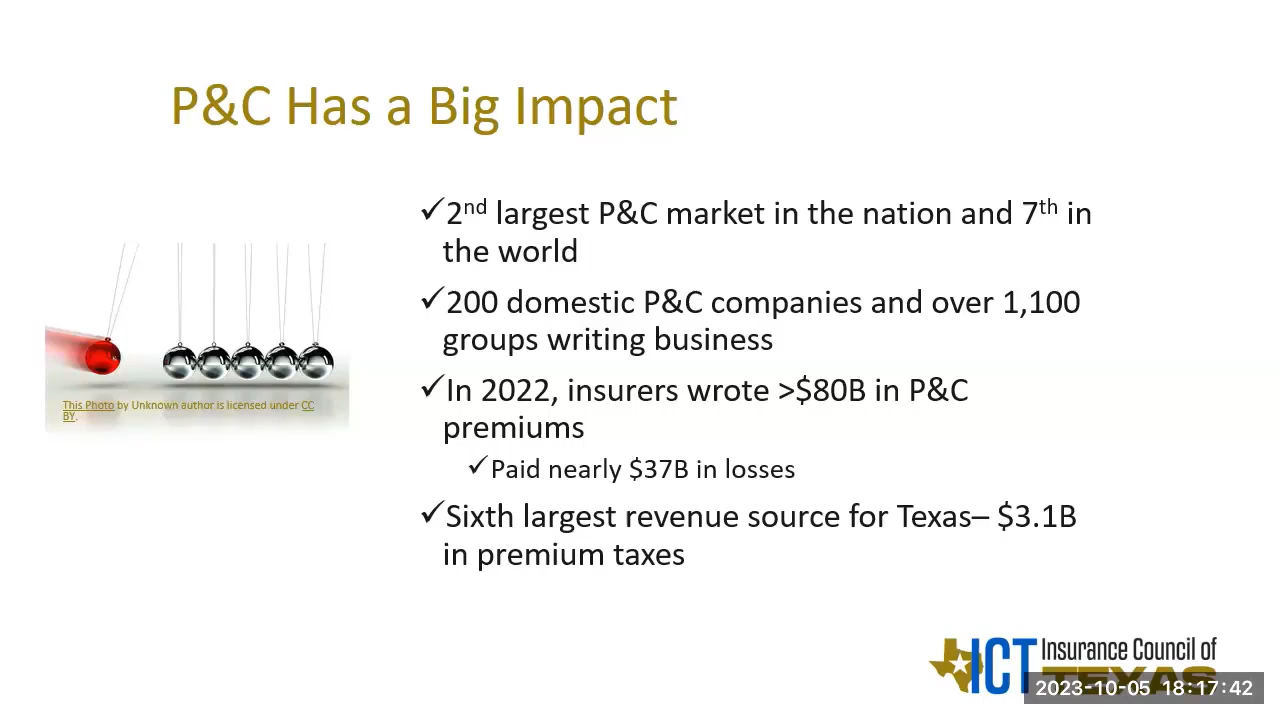 P&C Has a Big Impact
✓2nd largest P&C market in the nation and 7th in
the world
✓200 domestic P&C companies and over 1,100
groups writing business
✓In 2022, insurers wrote >$80B in P&C
premiums
✓Paid nearly $37B in losses
✓Sixth largest revenue source for Texas– $3.1B
in premium taxes
This Photo by Unknown author is licensed under CC
BY.
ICT Insurance Council of
TEXAS
2023-10-05 18:17:42